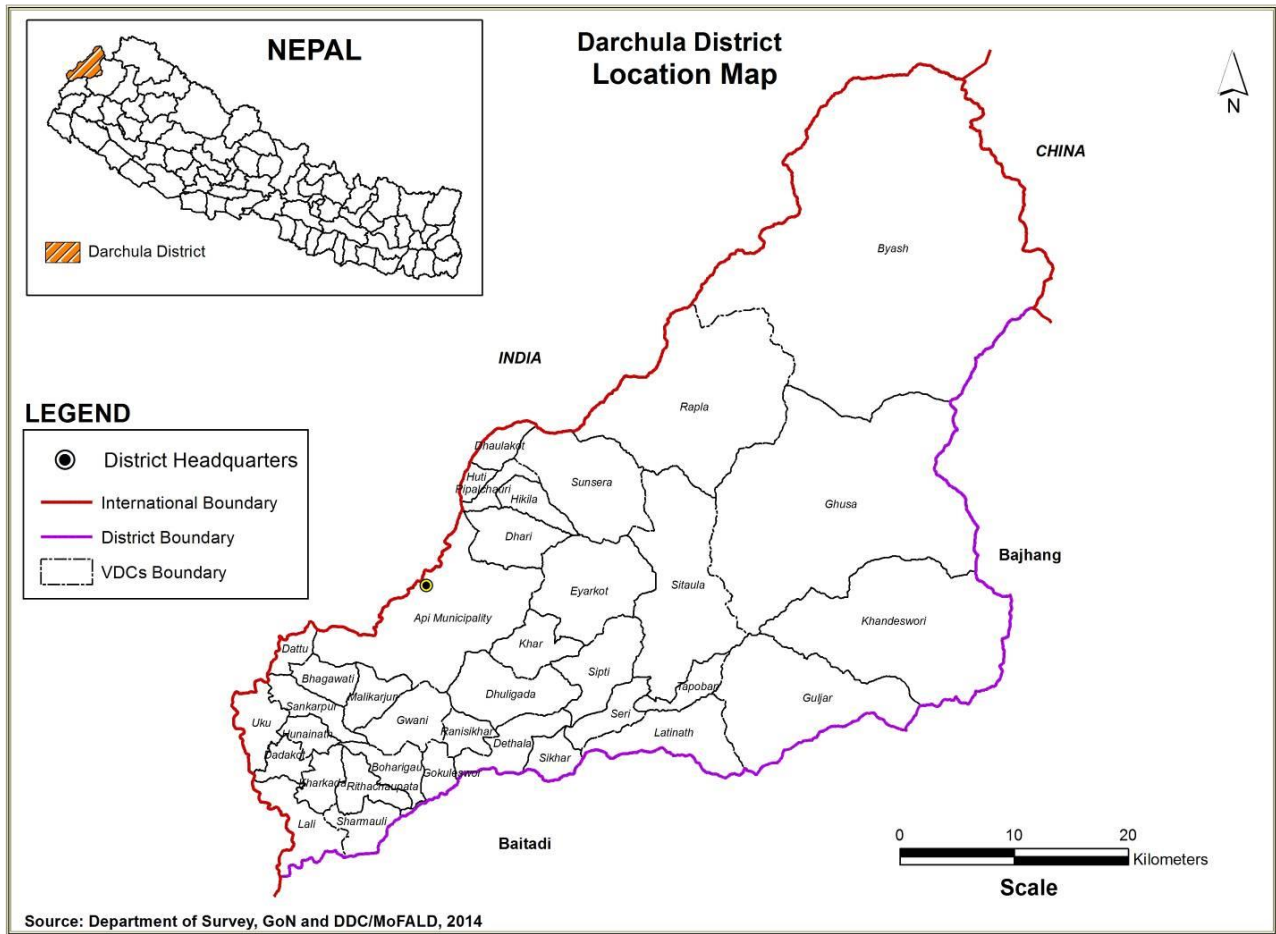 NEPAL
Darchula District
Darchula District
Location Map
N
CHINA
INDIA
Bajhang
Baitadi
LEGEND
District Headquarters
International Boundary
District Boundary
VDCs Boundary
Byash
Rapla
Ghusa
Dhaulakot
Huti
Pipalchauri
Hikila
Sunsera
Dhari
Eyarkot
Sitaula
Khandeswori
Api Municipality
Khar
Sipti
Dattu
Bhagawati
Malikarjun
Dhuligada
Tapoban
Guljar
Sankarpur
Uku
Gwani
Seri
Hunainath
Ranisikhar
Latinath
Dethala
Dadakot
Sikhar
Boharigau
Gokuleswor
Kharkada
Rithachaupata
Lali
Sharmauli
0 10 20
Kilometers
Scale
Source: Department of Survey, GoN and DDC/MoFALD, 2014